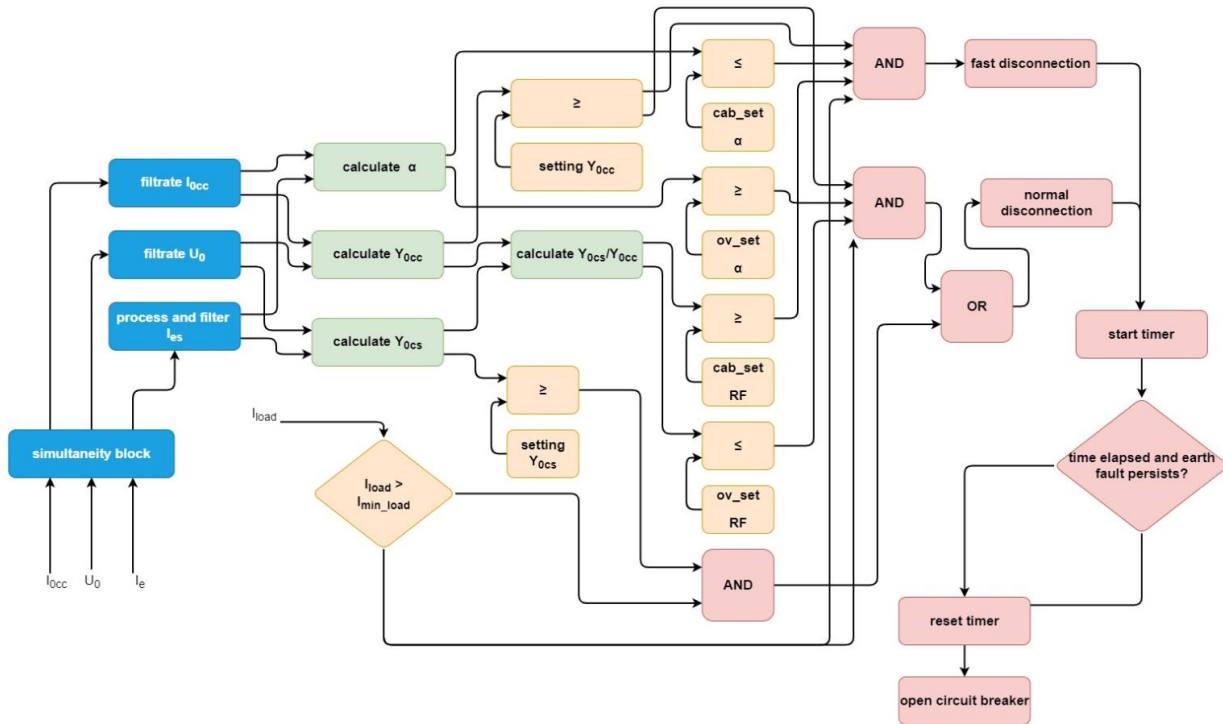 ≤
AND
fast disconnection
≥
cab_set
α
filtrate I0cc
calculate α
setting Y0cc
≥
AND
normal
disconnection
filtrate U0
calculate Y0cc
calculate Y0cs/Y0cc
ov_set
α
process and filter
Ies
calculate Y0cs
≥
OR
start timer
cab_set
RF
≥
Iload
setting
Y0cs
≤
simultaneity block
time elapsed and earth
fault persists?
Iload >
Imin_load
ov_set
RF
I0cc
U0
Ie
AND
reset timer
open circuit breaker